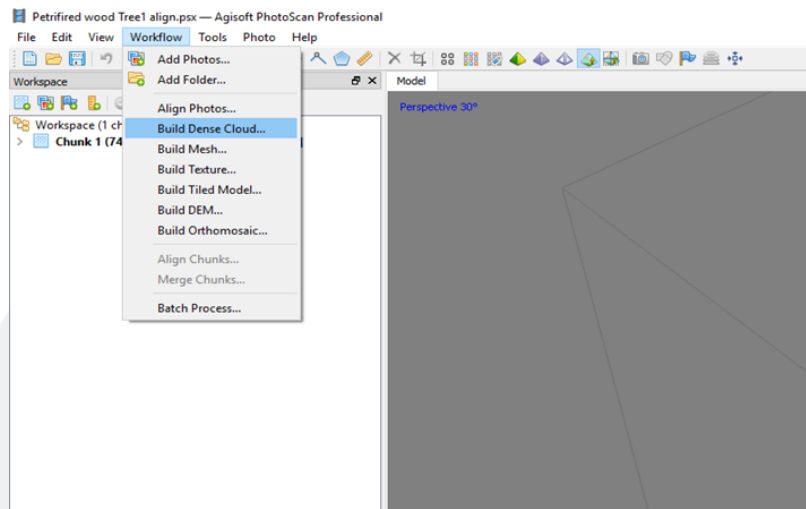 Petrifired wood Tree1 align.psx — Agisoft PhotoScan Professional
File Edit View Workflow Tools Photo Help
Workspace
Workspace (1 ch
Chunk 1 (74
Add Photos...
Add Folder...
Align Photos...
Build Dense Cloud...
Build Mesh...
Build Texture...
Build Tiled Model...
Build DEM...
Build Orthomosaic...
Align Chunks...
Merge Chunks...
Batch Process...
Model
Perspective 30°